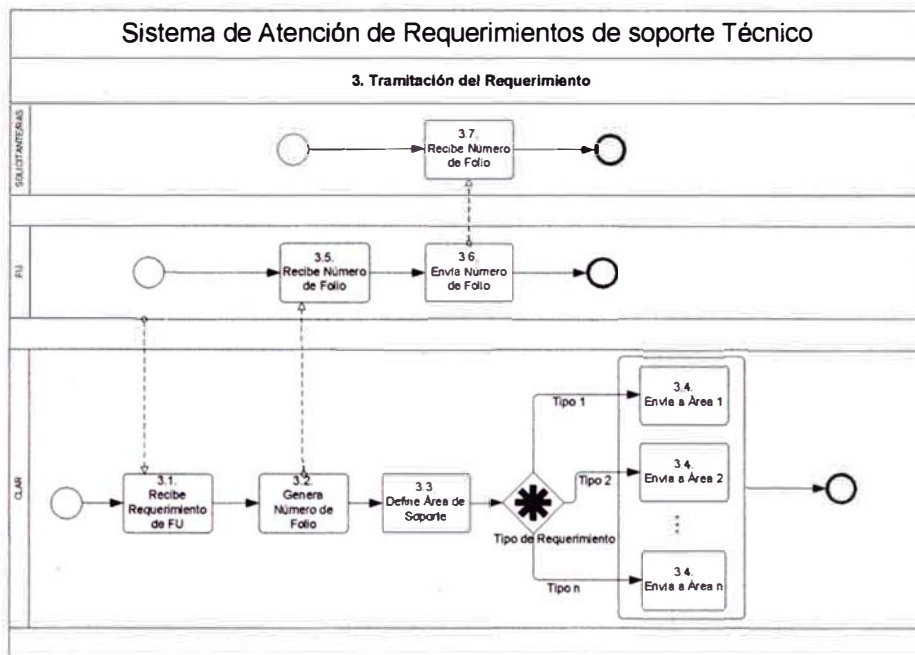 Sistema de Atención de Requerimientos de soporte Técnico
3. Tramitación del Requerimiento
SOLICITANTE/RAS
3.7.
Recibe Número
de Folio
FU
3.5.
Recibe Número
de Folio
3.6.
Envía Número
de Folio
CLAR
3.1.
Recibe
Requerimiento
de FU
3.2.
Genera
Número de
Folio
3.3
Define Área de
Soporte
Tipo de Requerimiento
Tipo 1
Tipo 2
Tipo n
3.4.
Envía a Área 1
3.4.
Envía a Área 2
3.4.
Envía a Área n